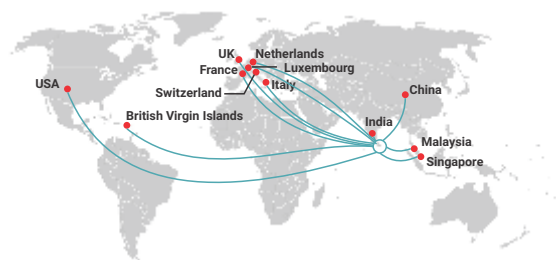 UK
Netherlands
France
Luxembourg
USA
Switzerland
Italy
China
British Virgin Islands
India
Malaysia
Singapore